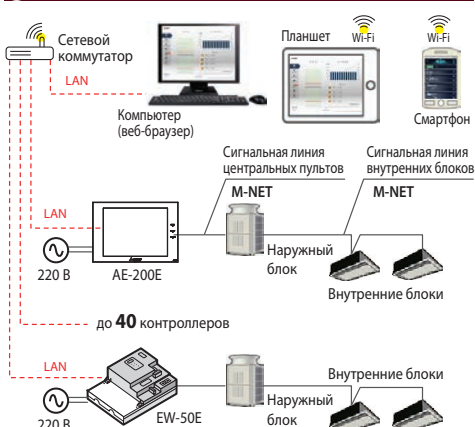 Сетевой
коммутатор
LAN
Компьютер
(веб-браузер)
Планшет
Wi-Fi
Wi-Fi
Смартфон
Сигнальная линия
центральных пультов
M-NET
Сигнальная линия
внутренних блоков
M-NET
LAN
220 В
AE-200E
Наружный
блок
Внутренние блоки
до 40 контроллеров
LAN
220 В
EW-50E
Наружный
блок
Внутренние блоки